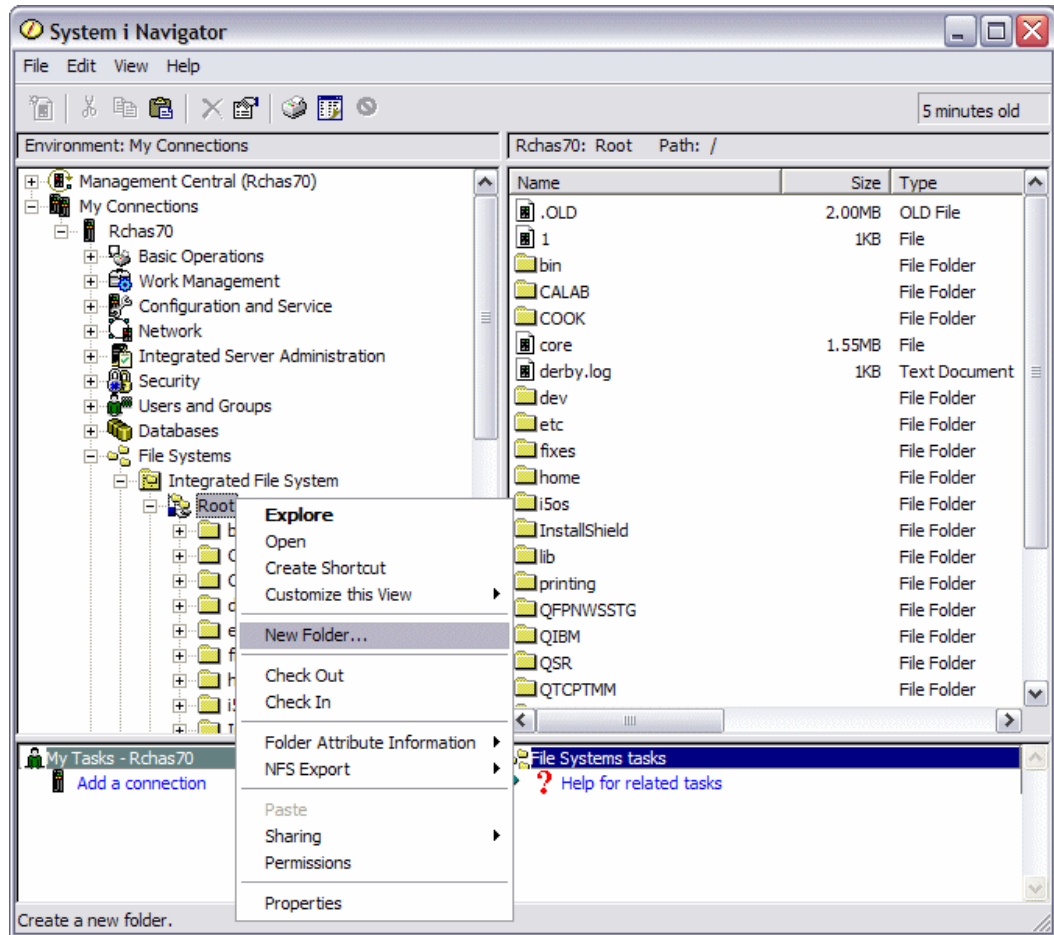 System i Navigator
File Edit View Help
5 minutes old
Environment: My Connections
Rchas70: Root Path: /
Management Central (Rchas70)
My Connections
Rchas70
Basic Operations
Work Management
Configuration and Service
Network
Integrated Server Administration
Security
Users and Groups
Databases
File Systems
Integrated File System
Root
Name Size Type
.OLD 2.00MB OLD File
1 1KB File
bin File Folder
CALAB File Folder
COOK File Folder
core 1.55MB File
derby.log 1KB Text Document
dev File Folder
etc File Folder
fixes File Folder
home File Folder
i5os File Folder
InstallShield File Folder
lib File Folder
printing File Folder
QFPNWSSTG File Folder
QIBM File Folder
QSR File Folder
QTCPTMM File Folder
Explore
Open
Create Shortcut
Customize this View
New Folder...
Check Out
Check In
Folder Attribute Information
NFS Export
Paste
Sharing
Permissions
Properties
My Tasks - Rchas70
Add a connection
File Systems tasks
? Help for related tasks
Create a new folder.